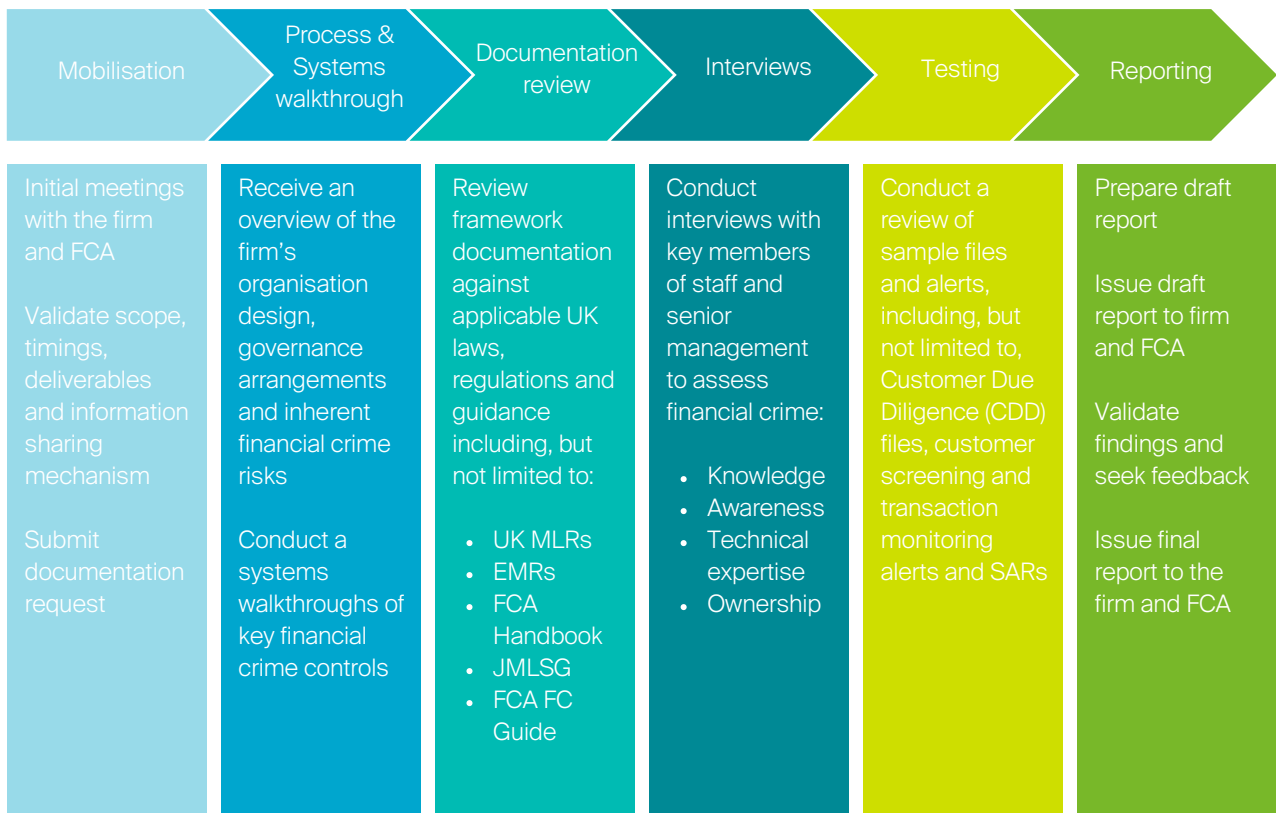 Mobilisation
Process &
Systems
walkthrough
Documentation
review
Interviews
Testing
Reporting
Initial meetings
with the firm
and FCA
Validate scope,
timings,
deliverables
and information
sharing
mechanism
Submit
documentation
request
Receive an
overview of the
firm's
organisation
design,
governance
arrangements
and inherent
financial crime
risks
Conduct a
systems
walkthroughs of
key financial
crime controls
Review
framework
documentation
against
applicable UK
laws,
regulations and
guidance
including, but
not limited to:
• UK MLRs
• EMRs
• FCA
Handbook
• JMLSG
• FCA FC
Guide
Conduct
interviews with
key members
of staff and
senior
management
to assess
financial crime:
• Knowledge
• Awareness
• Technical
expertise
• Ownership
Conduct a
review of
sample files
and alerts,
including, but
not limited to,
Customer Due
Diligence (CDD)
files, customer
screening and
transaction
monitoring
alerts and SARs
Prepare draft
report
Issue draft
report to firm
and FCA
Validate
findings and
seek feedback
Issue final
report to the
firm and FCA